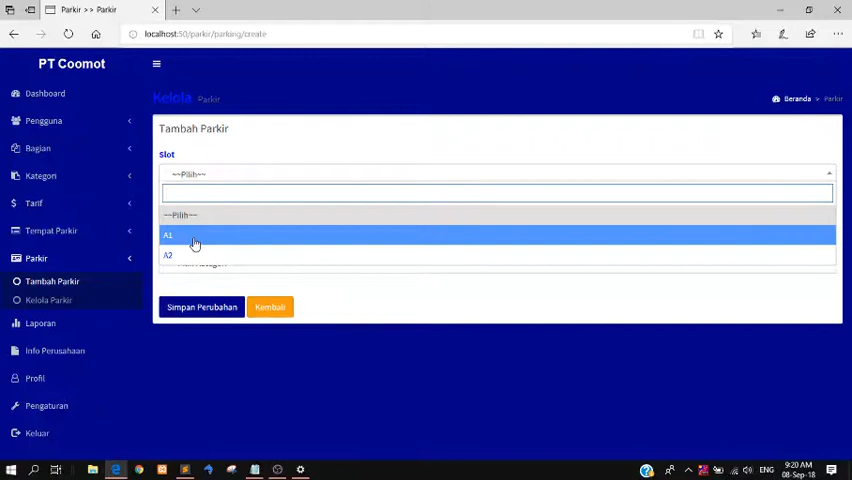 Parkir >> Parkir
localhost:50/parkir/parking/create
PT Coomot
Kelola Parkir
Beranda > Parkir
Dashboard
Pengguna
Bagian
Kategori
Tarif
Tempat Parkir
Parkir
Tambah Parkir
Kelola Parkir
Laporan
Info Perusahaan
Profil
Pengaturan
Keluar
Tambah Parkir
Slot
~~Pilih~~
~~Pilih~~
A1
A2
Simpan Perubahan
Kembali
ENG
9:20 AM
08-Sep-18